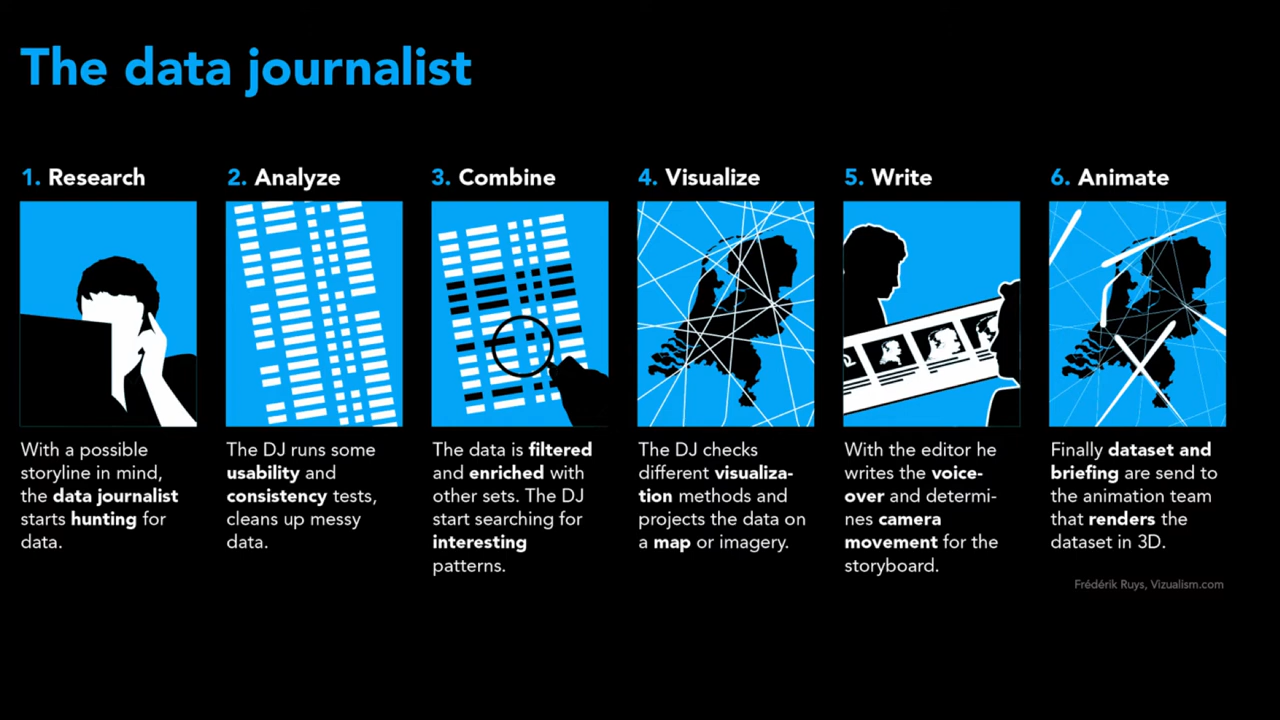 The data journalist
1. Research
With a possible
storyline in mind,
the data journalist
starts hunting for
data.
2. Analyze
The DJ runs some
usability and
consistency tests,
cleans up messy
data.
3. Combine
The data is filtered
and enriched with
other sets. The DJ
start searching for
interesting
patterns.
4. Visualize
The DJ checks
different visualiza-
tion methods and
projects the data on
a map or imagery.
5. Write
With the editor he
writes the voice-
over and determi-
nes camera
movement for the
storyboard.
6. Animate
Finally dataset and
briefing are send to
the animation team
that renders the
dataset in 3D.
Frédérik Ruys, Vizualism.com